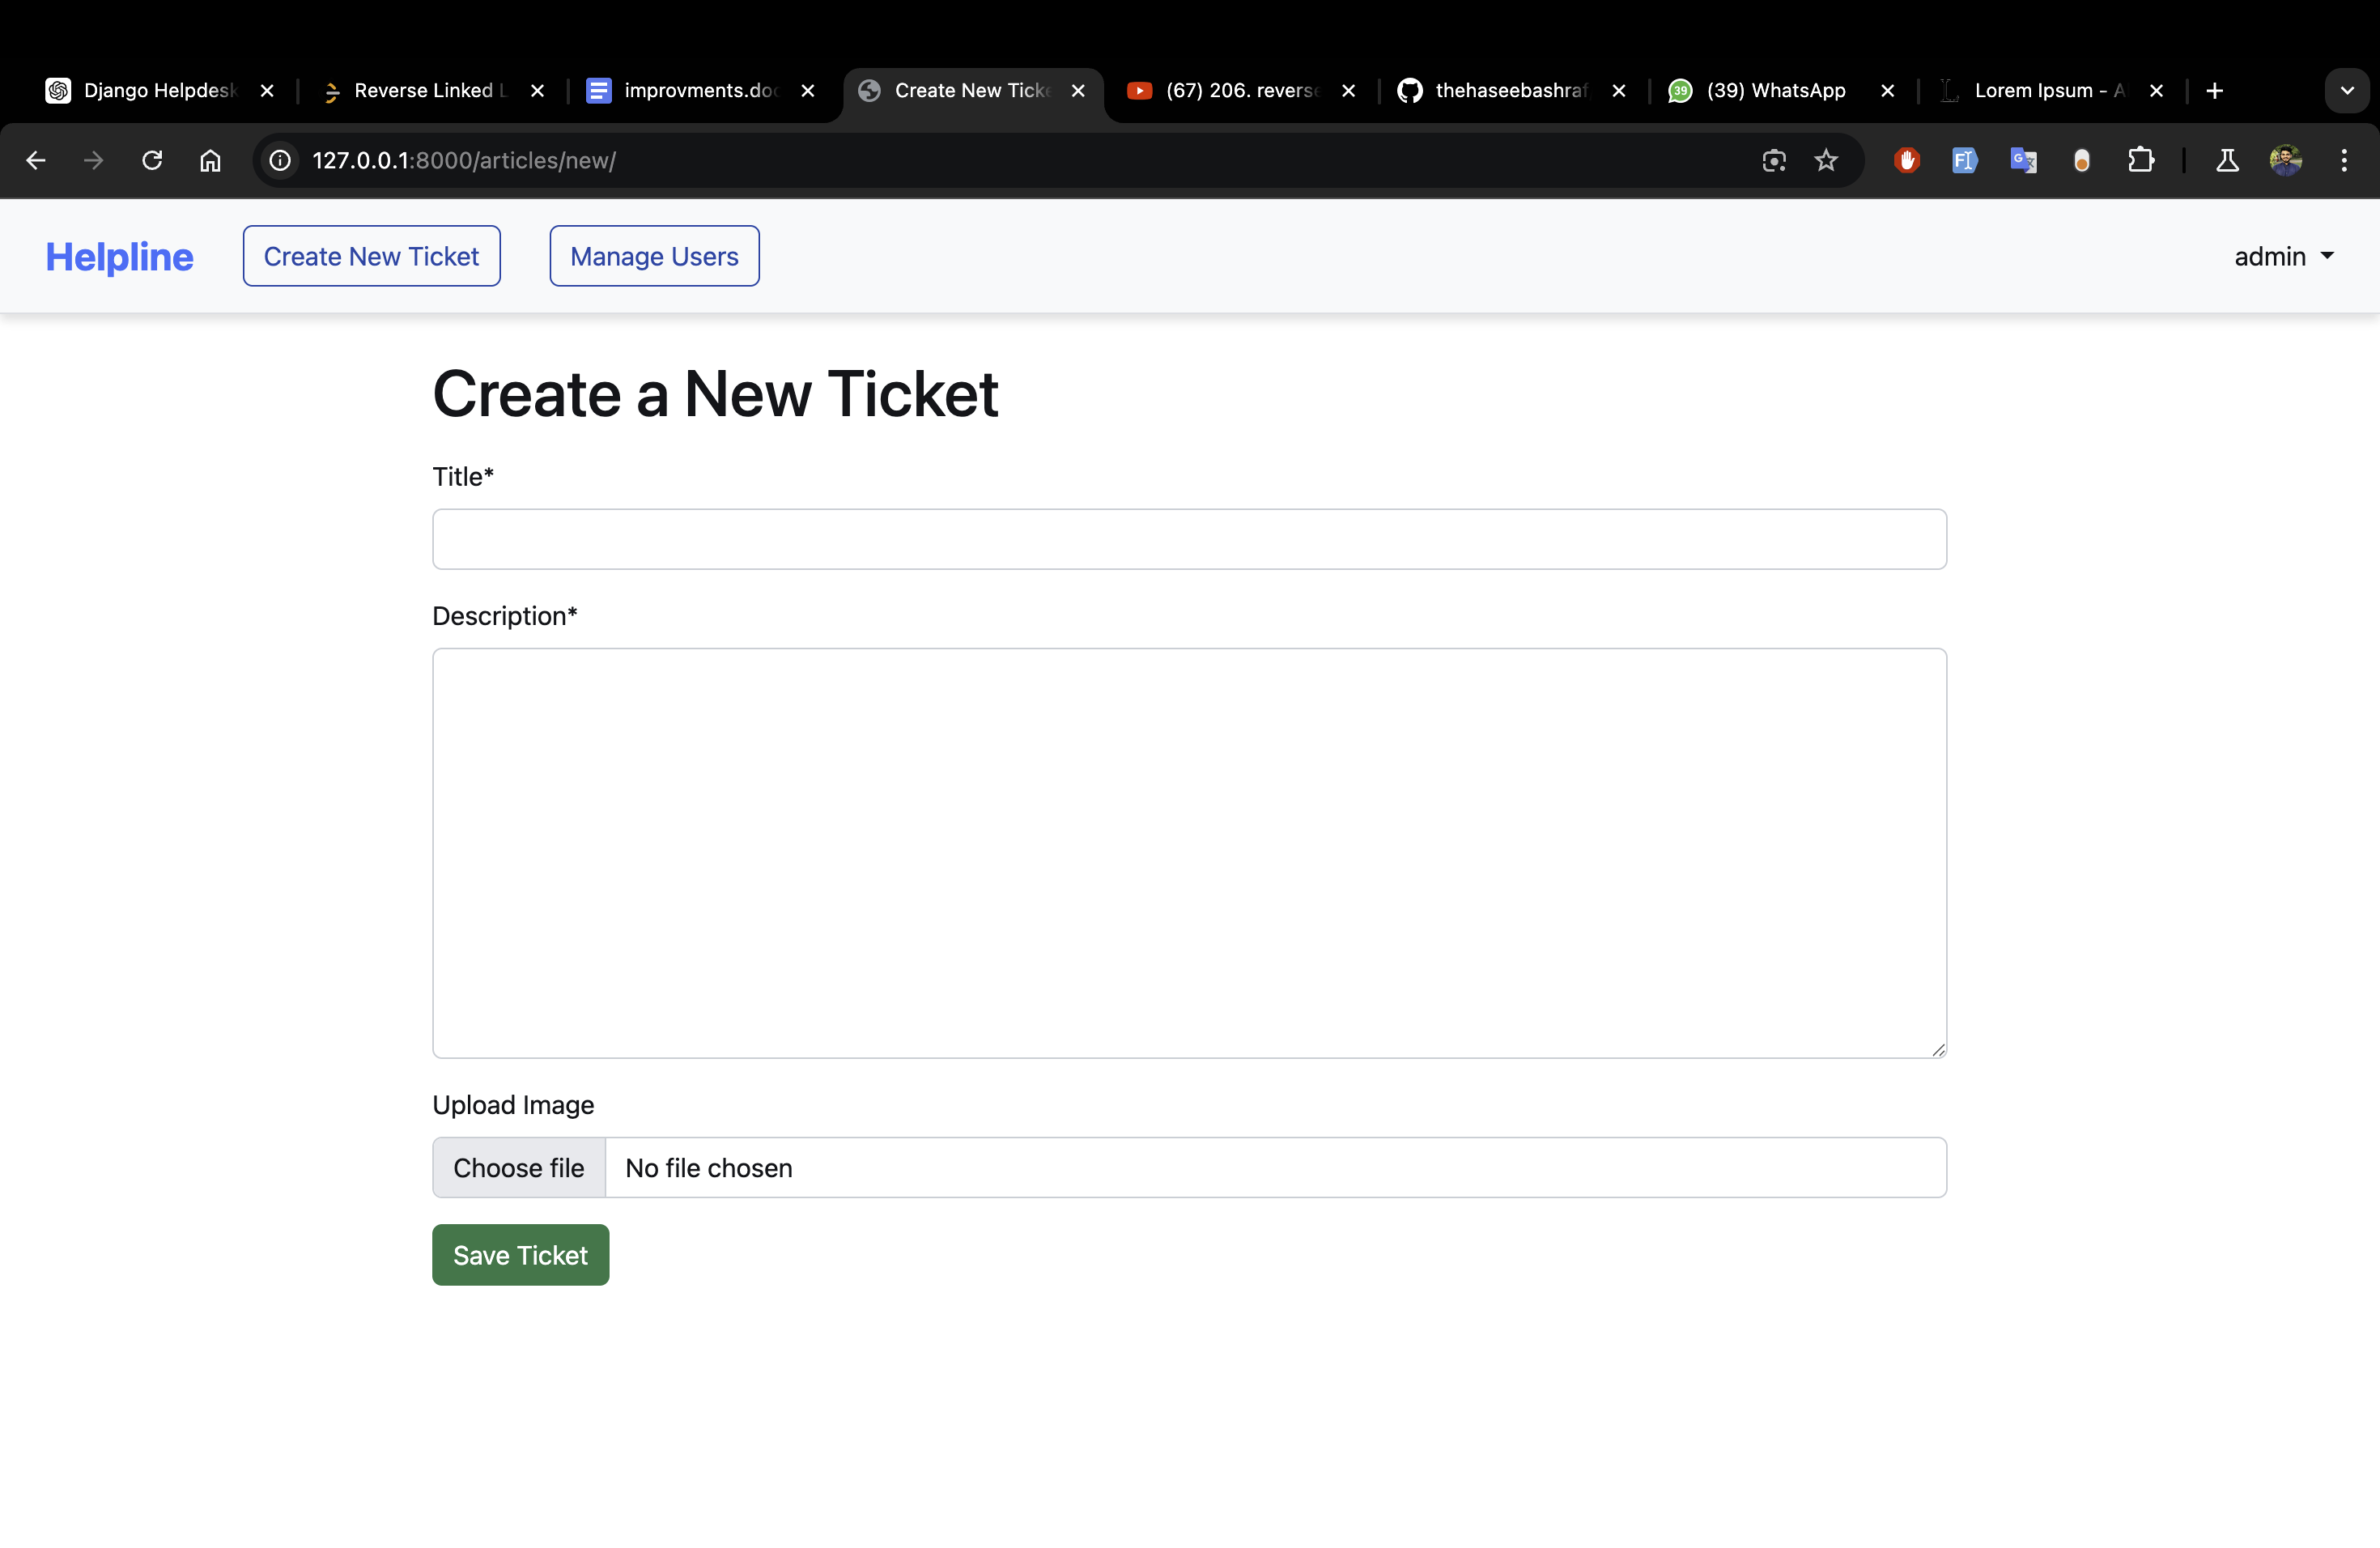 Django Helpdesk
Reverse Linked L
improvments.doc
Create New Ticke
(67) 206. reverse
thehaseebashraf
39
(39) WhatsApp
Lorem Ipsum - A
127.0.0.1:8000/articles/new/
Helpline
Create New Ticket
Manage Users
admin
Create a New Ticket
Title*
Description*
Upload Image
Choose file
No file chosen
Save Ticket